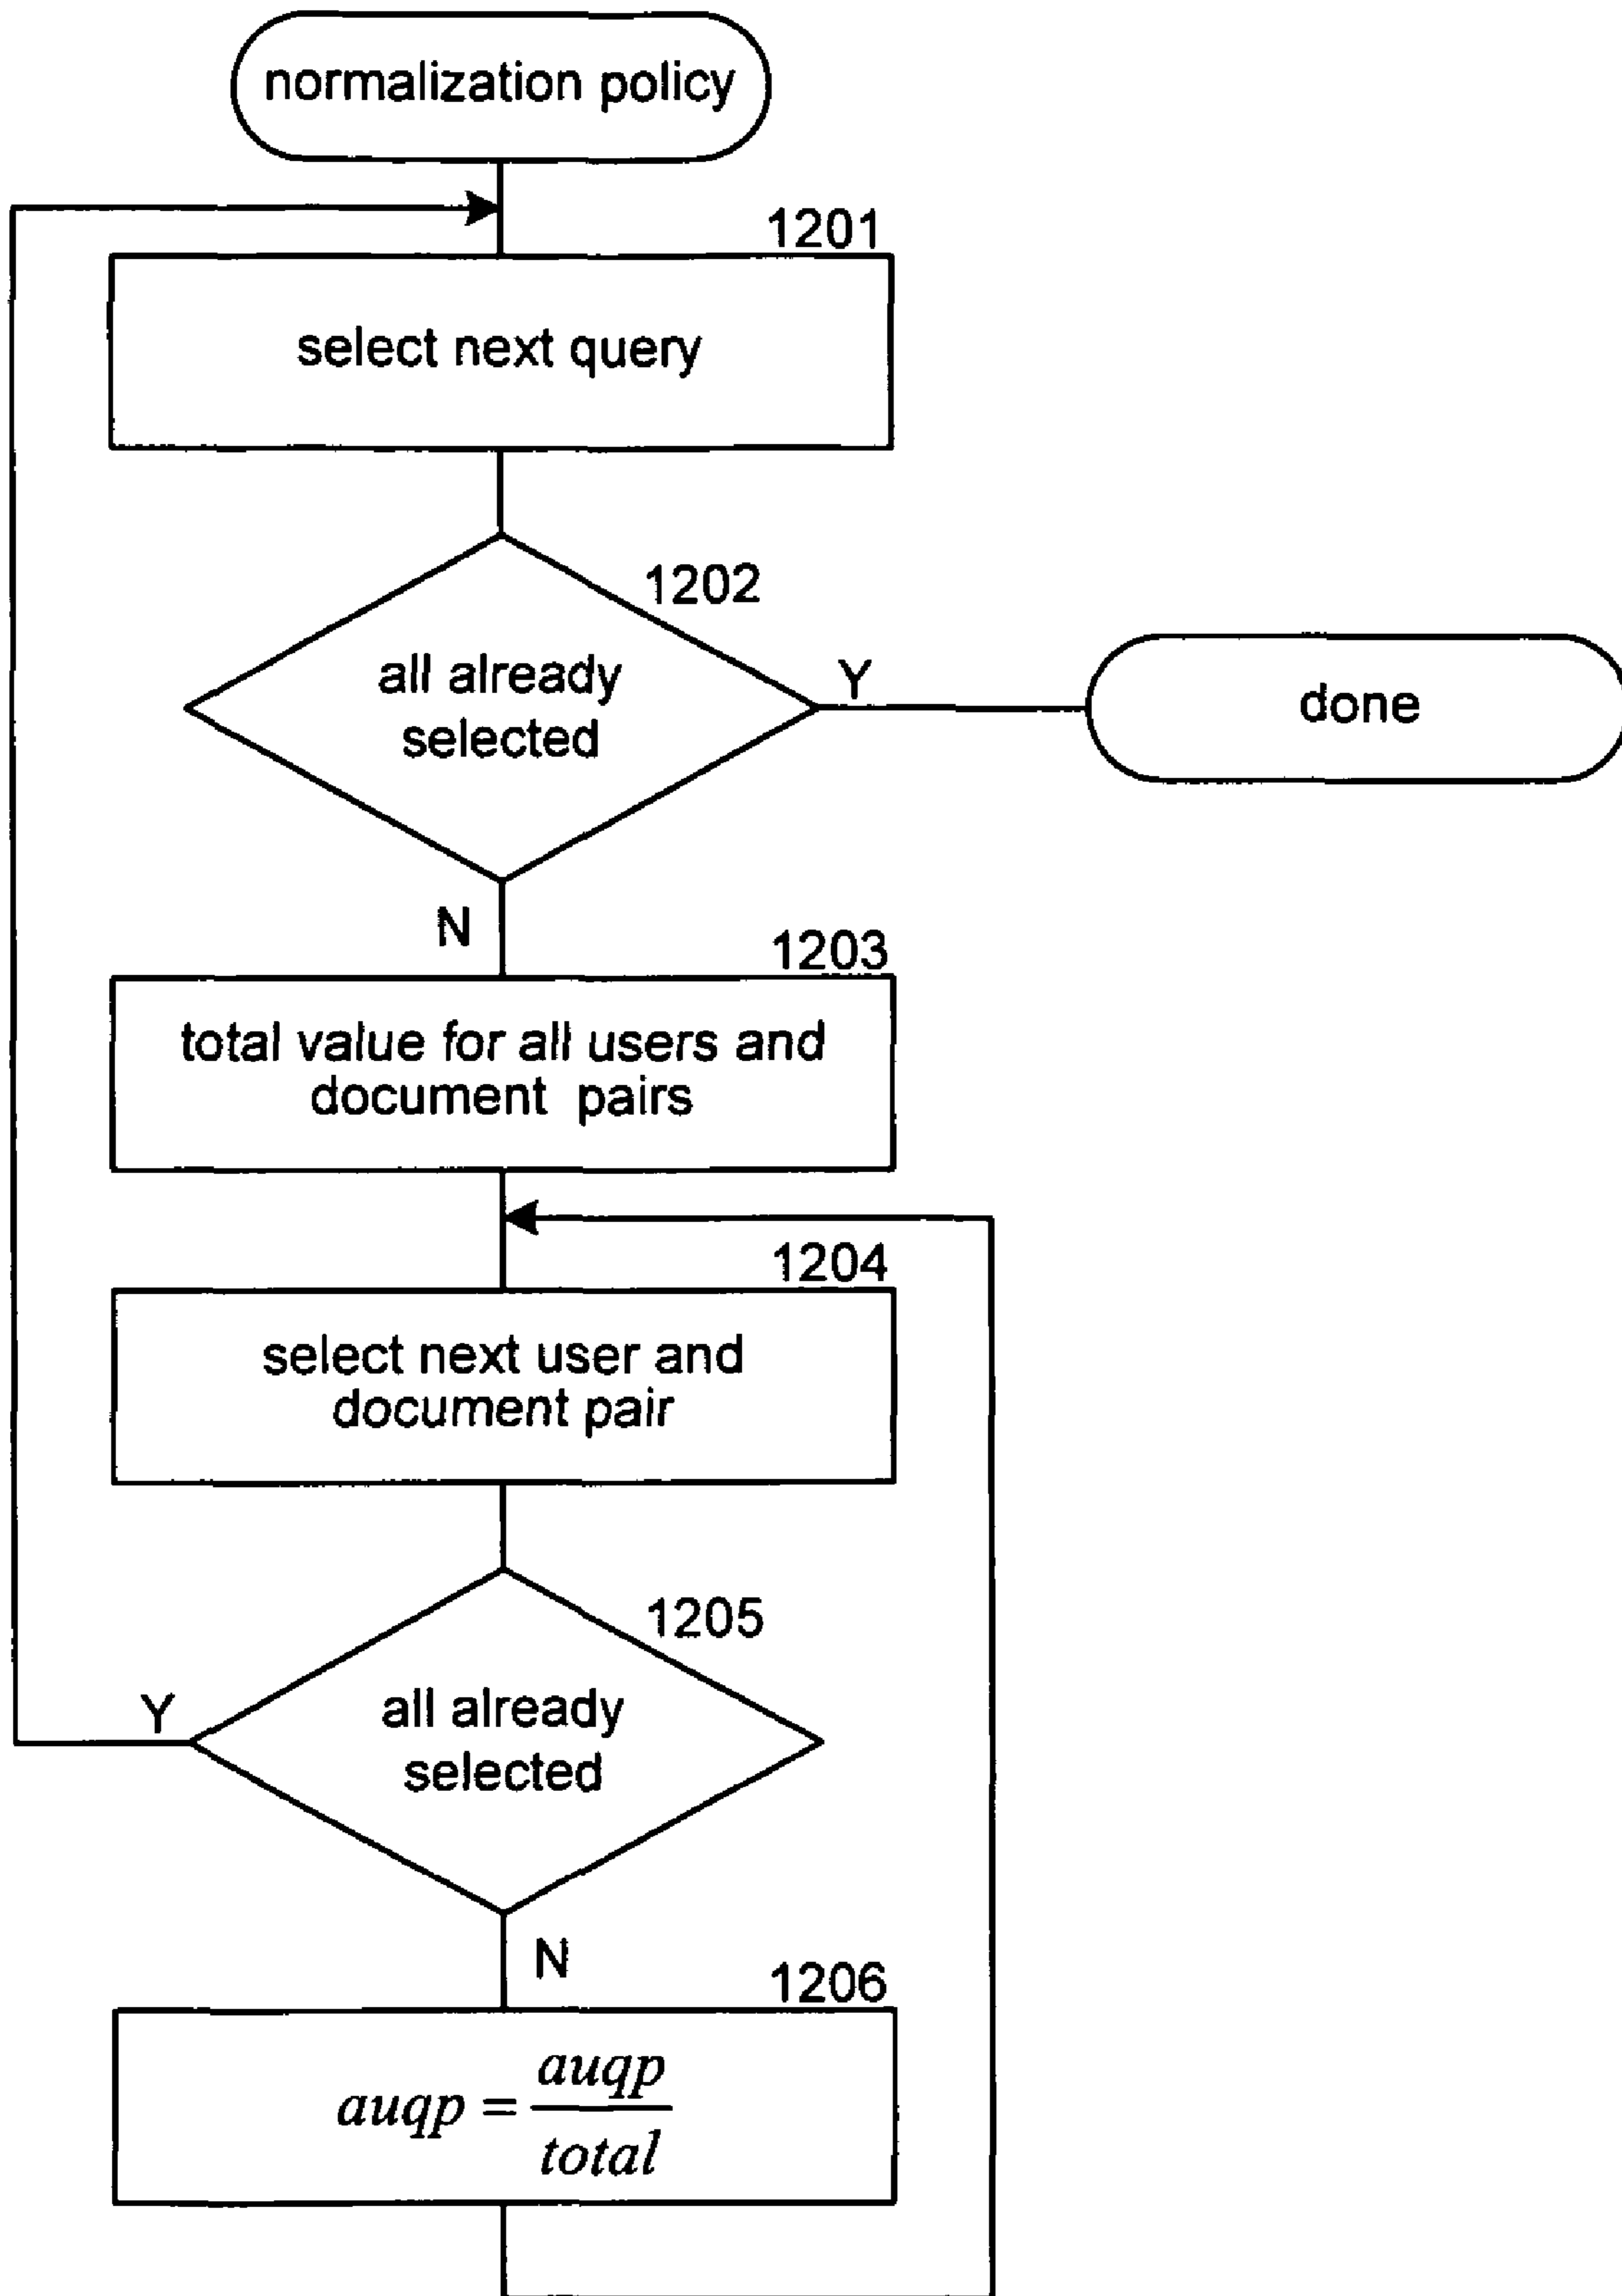 normalization policy
1201
select next query
1202
all already
selected
Y
done
N
1203
total value for all users and
document pairs
1204
select next user and
document pair
1205
all already
selected
Y
N
1206
auqp = auqp / total